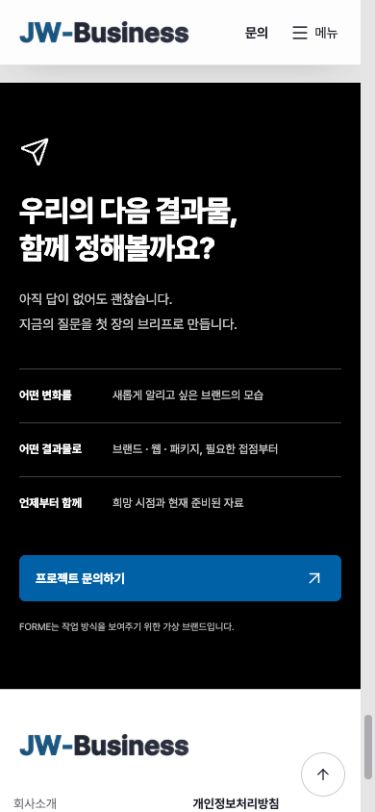 JW-Business
문의
메뉴
우리의 다음 결과물,
함께 정해볼까요?
아직 답이 없어도 괜찮습니다.
지금의 질문을 첫 장의 브리프로 만듭니다.
어떤 변화를 새롭게 알리고 싶은 브랜드의 모습
어떤 결과물로 브랜드 · 웹 · 패키지, 필요한 접점부터
언제부터 함께 희망 시점과 현재 준비된 자료
프로젝트 문의하기
FORME는 작업 방식을 보여주기 위한 가상 브랜드입니다.
JW-Business
회사소개 개인정보처리방침